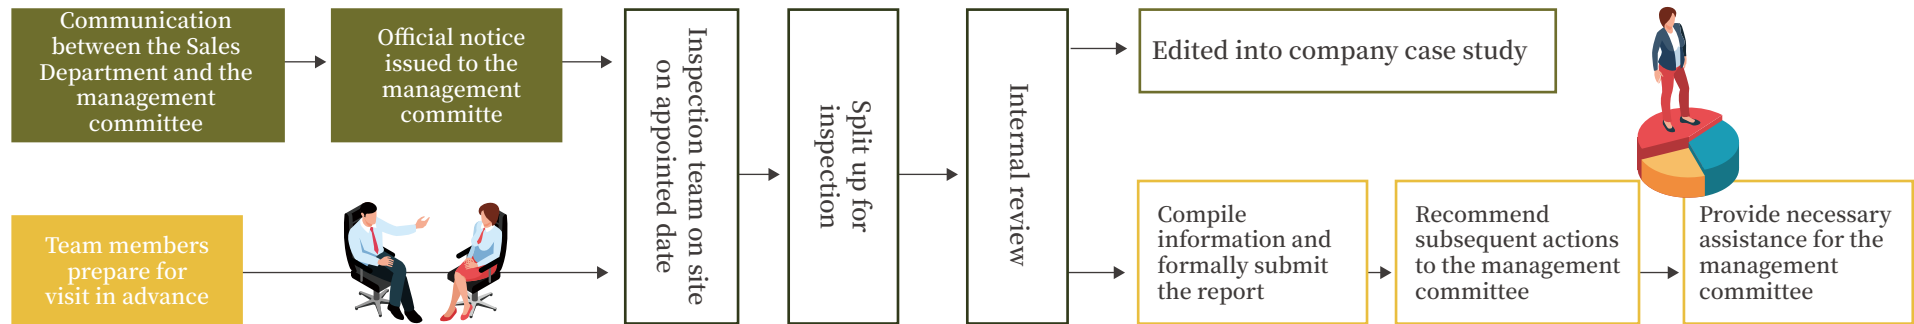 Communication
between the Sales
Department and the
management
committee
Official notice
issued to the
management
committe
Team members
prepare for
visit in advance
Inspection team on site
on appointed date
Split up for
inspection
Internal review
Edited into company case study
Compile
information and
formally submit
the report
Recommend
subsequent actions
to the management
committee
Provide necessary
assistance for the
management
committee